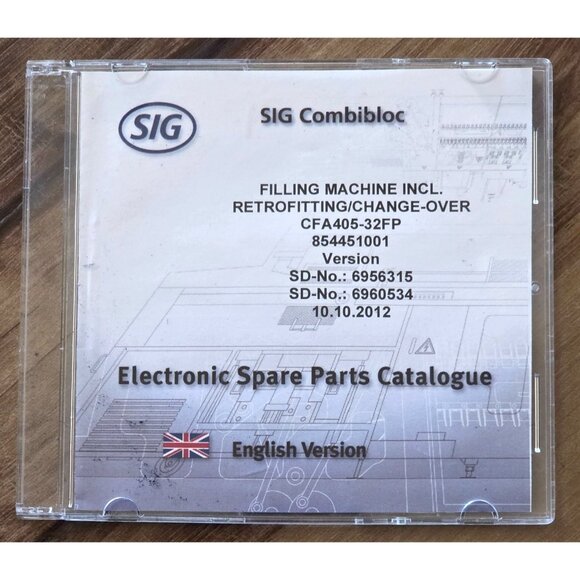 SIG
SIG Combibloc
FILLING MACHINE INCL.
RETROFITTING/CHANGE-OVER
CFA405-32FP
854451001
Version
SD-No.: 6956315
SD-No.: 6960534
10.10.2012
Electronic Spare Parts Catalogue
English Version